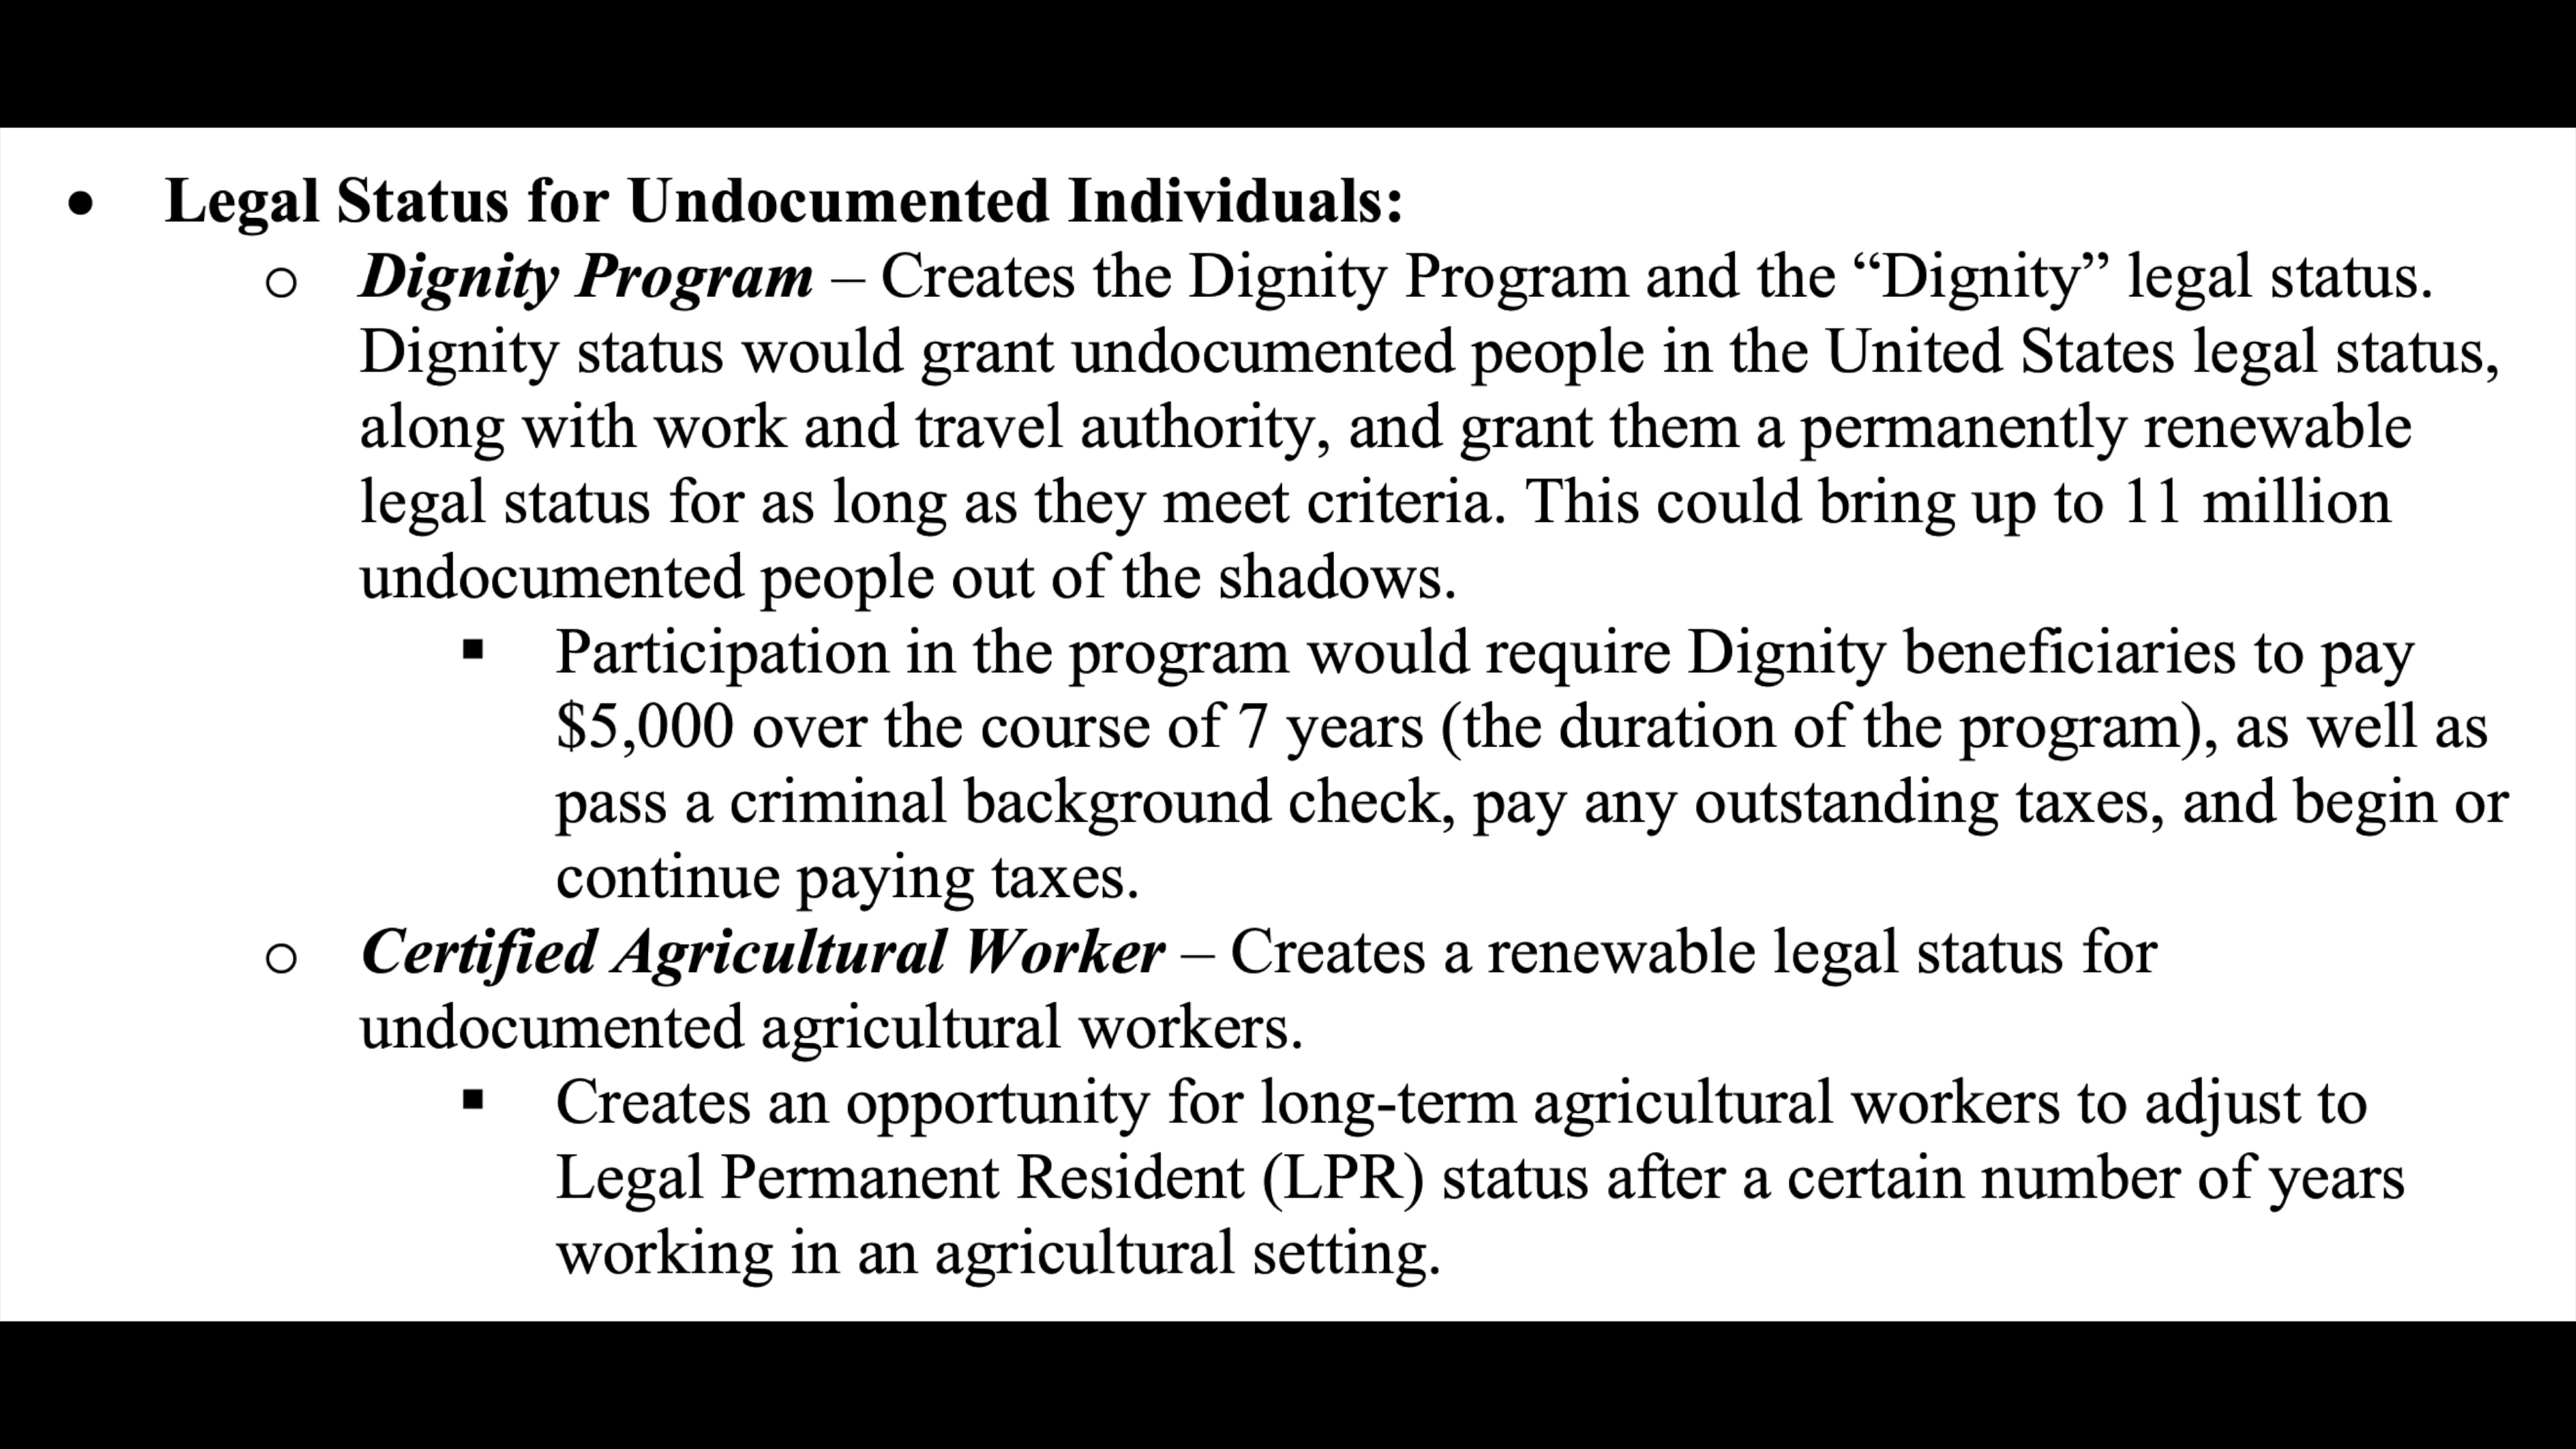 • Legal Status for Undocumented Individuals:
o Dignity Program – Creates the Dignity Program and the “Dignity” legal status.
Dignity status would grant undocumented people in the United States legal status,
along with work and travel authority, and grant them a permanently renewable
legal status for as long as they meet criteria. This could bring up to 11 million
undocumented people out of the shadows.
▪ Participation in the program would require Dignity beneficiaries to pay
$5,000 over the course of 7 years (the duration of the program), as well as
pass a criminal background check, pay any outstanding taxes, and begin or
continue paying taxes.
o Certified Agricultural Worker – Creates a renewable legal status for
undocumented agricultural workers.
▪ Creates an opportunity for long-term agricultural workers to adjust to
Legal Permanent Resident (LPR) status after a certain number of years
working in an agricultural setting.